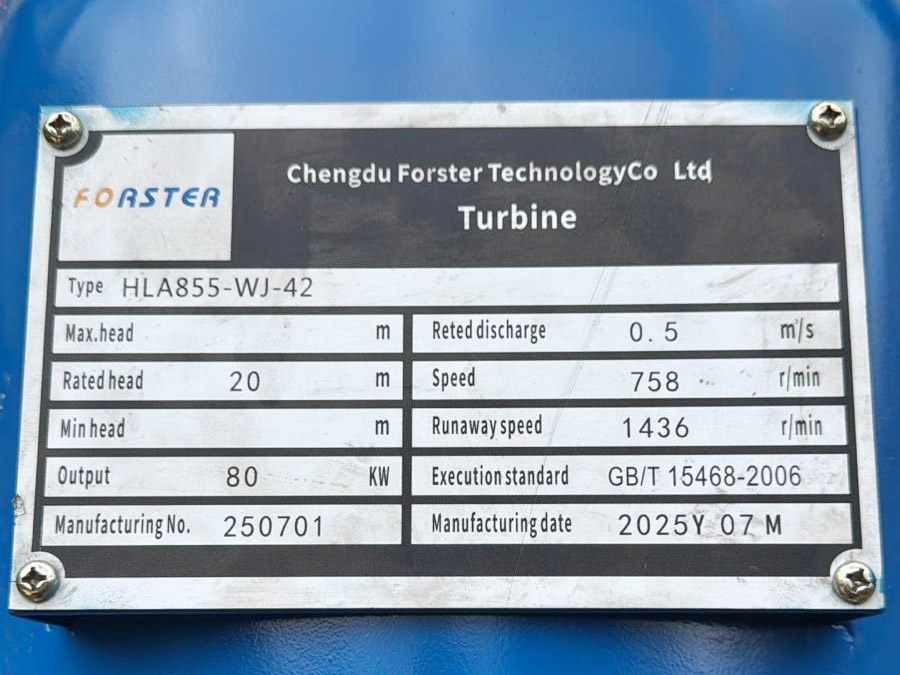 FORSTER
Chengdu Forster TechnologyCo Ltd
Turbine
Type HLA855-WJ-42
Max.head m Reted discharge 0.5 m³/s
Rated head 20 m Speed 758 r/min
Min head m Runaway speed 1436 r/min
Output 80 KW Execution standard GB/T 15468-2006
Manufacturing No. 250701 Manufacturing date 2025Y 07 M